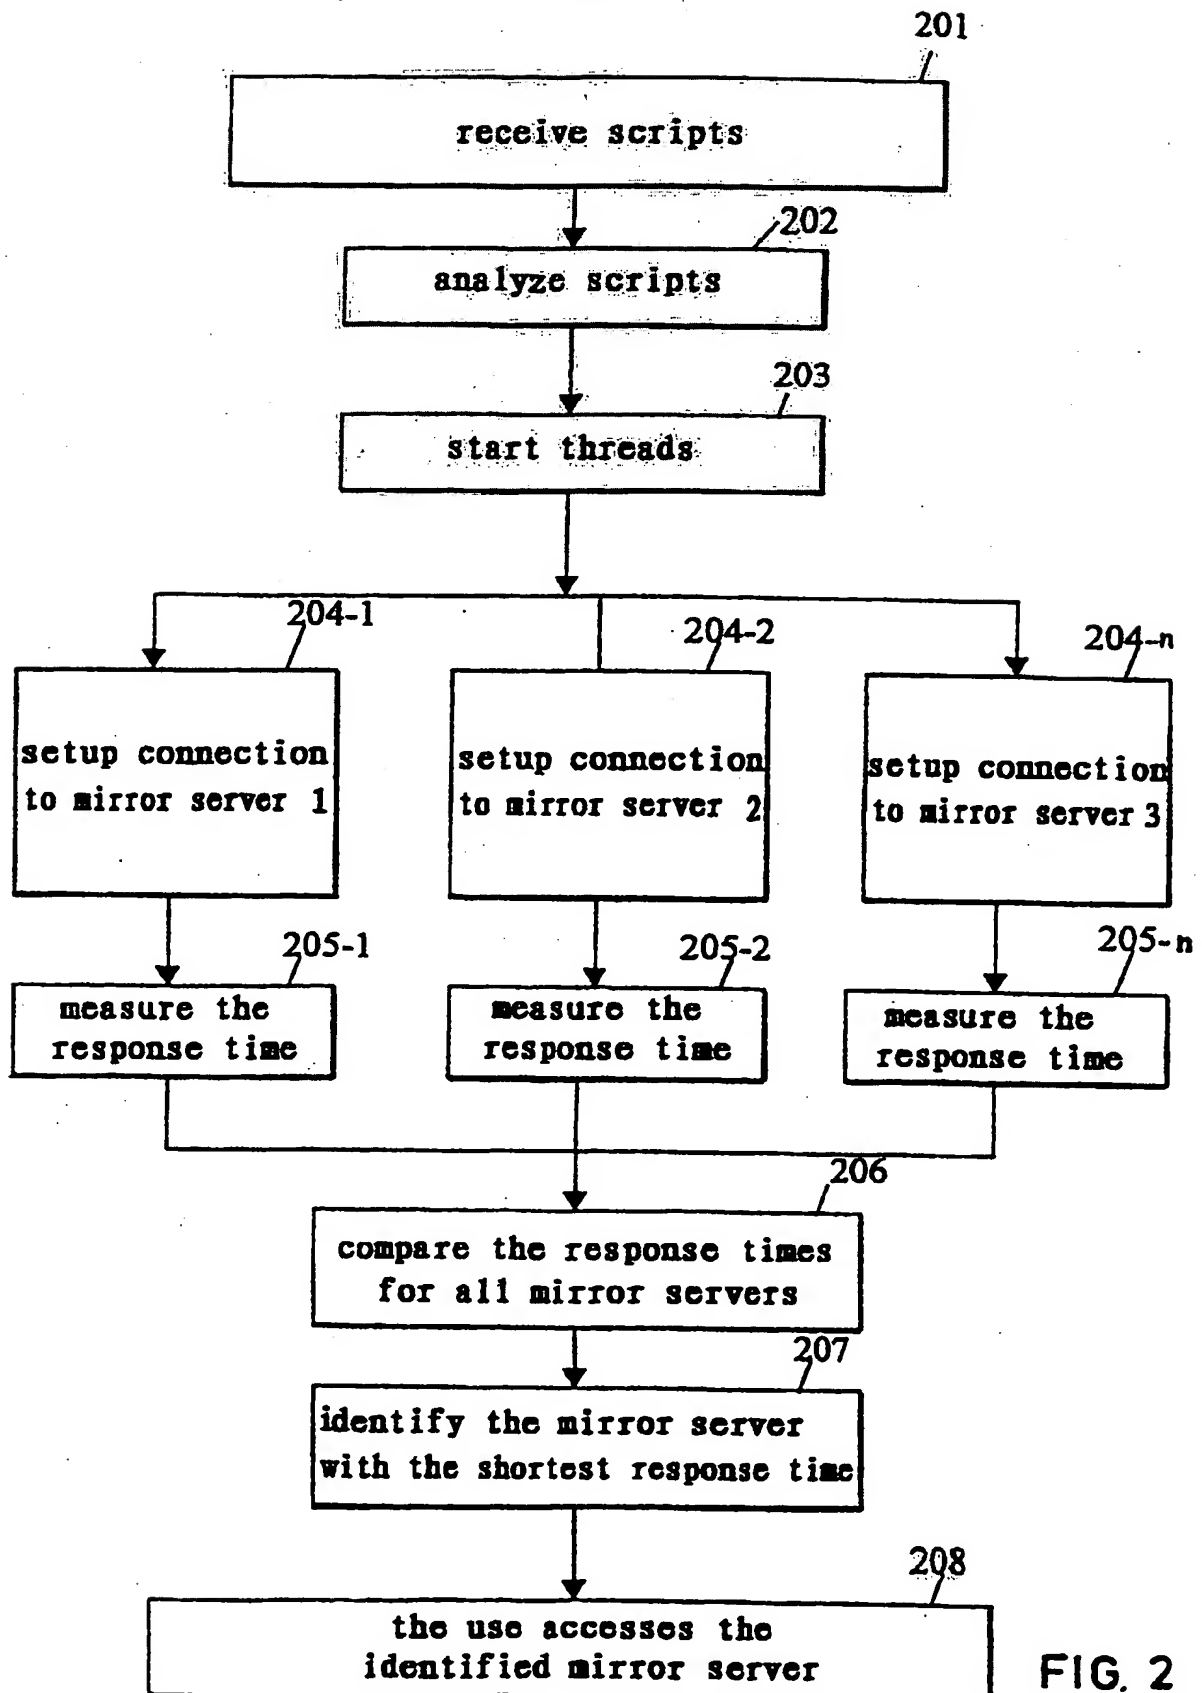 201
receive scripts
202
analyze scripts
203
start threads
204-1
204-2
204-n
setup connection
to mirror server 1
setup connection
to mirror server 2
setup connection
to mirror server 3
205-1
205-2
205-n
measure the
response time
measure the
response time
measure the
response time
206
compare the response times
for all mirror servers
207
identify the mirror server
with the shortest response time
208
the use accesses the
identified mirror server
FIG. 2